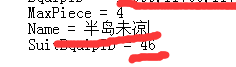 MaxPiece = 4
Name = 半岛未凉
SuitEquipID = 46